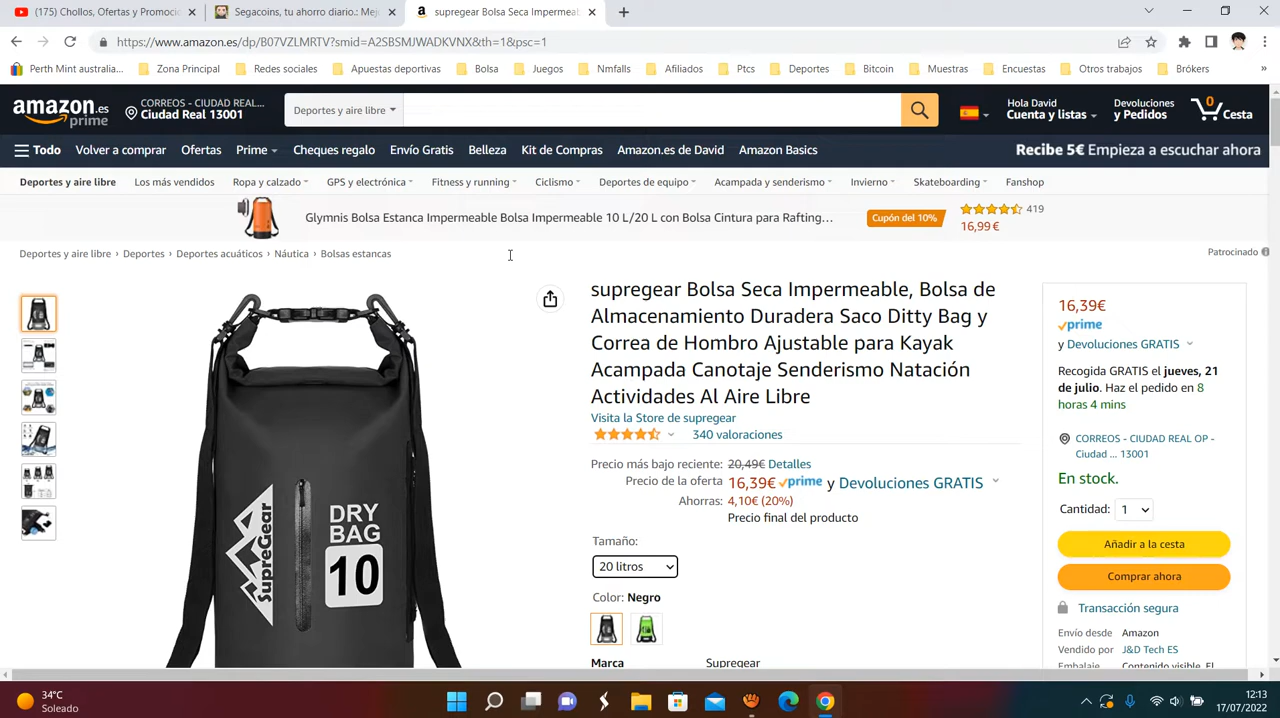 (175) Chollos, Ofertas y Promocio
Segacoins, tu ahorro diario.: Mej
supregear Bolsa Seca Impermeab
https://www.amazon.es/dp/B07VZLMRTV?smid=A2SBSMJWADKVNX&th=1&psc=1
Perth Mint australia...
Zona Principal
Redes sociales
Apuestas deportivas
Bolsa
Juegos
Nmfalls
Afiliados
Ptcs
Deportes
Bitcoin
Muestras
Encuestas
Otros trabajos
Brókers
»
amazon.es
prime
CORREOS - CIUDAD REAL...
Ciudad Real 13001
Deportes y aire libre
Hola David
Cuenta y listas
Devoluciones
y Pedidos
0
Cesta
Todo
Volver a comprar
Ofertas
Prime
Cheques regalo
Envío Gratis
Belleza
Kit de Compras
Amazon.es de David
Amazon Basics
Recibe 5€ Empieza a escuchar ahora
Deportes y aire libre
Los más vendidos
Ropa y calzado
GPS y electrónica
Fitness y running
Ciclismo
Deportes de equipo
Acampada y senderismo
Invierno
Skateboarding
Fanshop
Glymnis Bolsa Estanca Impermeable Bolsa Impermeable 10 L/20 L con Bolsa Cintura para Rafting...
Cupón del 10%
419
16,99€
Deportes y aire libre › Deportes › Deportes acuáticos › Náutica › Bolsas estancas
Patrocinado
supregear Bolsa Seca Impermeable, Bolsa de
Almacenamiento Duradera Saco Ditty Bag y
Correa de Hombro Ajustable para Kayak
Acampada Canotaje Senderismo Natación
Actividades Al Aire Libre
Visita la Store de supregear
340 valoraciones
Precio más bajo reciente: 20,49€ Detalles
Precio de la oferta 16,39€ prime y Devoluciones GRATIS
Ahorras: 4,10€ (20%)
Precio final del producto
Tamaño:
20 litros
Color: Negro
Marca Supregear
SupreGear
DRY
BAG
10
16,39€
prime
y Devoluciones GRATIS
Recogida GRATIS el jueves, 21
de julio. Haz el pedido en 8
horas 4 mins
CORREOS - CIUDAD REAL OP -
Ciudad ... 13001
En stock.
Cantidad: 1
Añadir a la cesta
Comprar ahora
Transacción segura
Envío desde Amazon
Vendido por J&D Tech ES
Embalaje Contenido visible. El
34°C
Soleado
12:13
17/07/2022